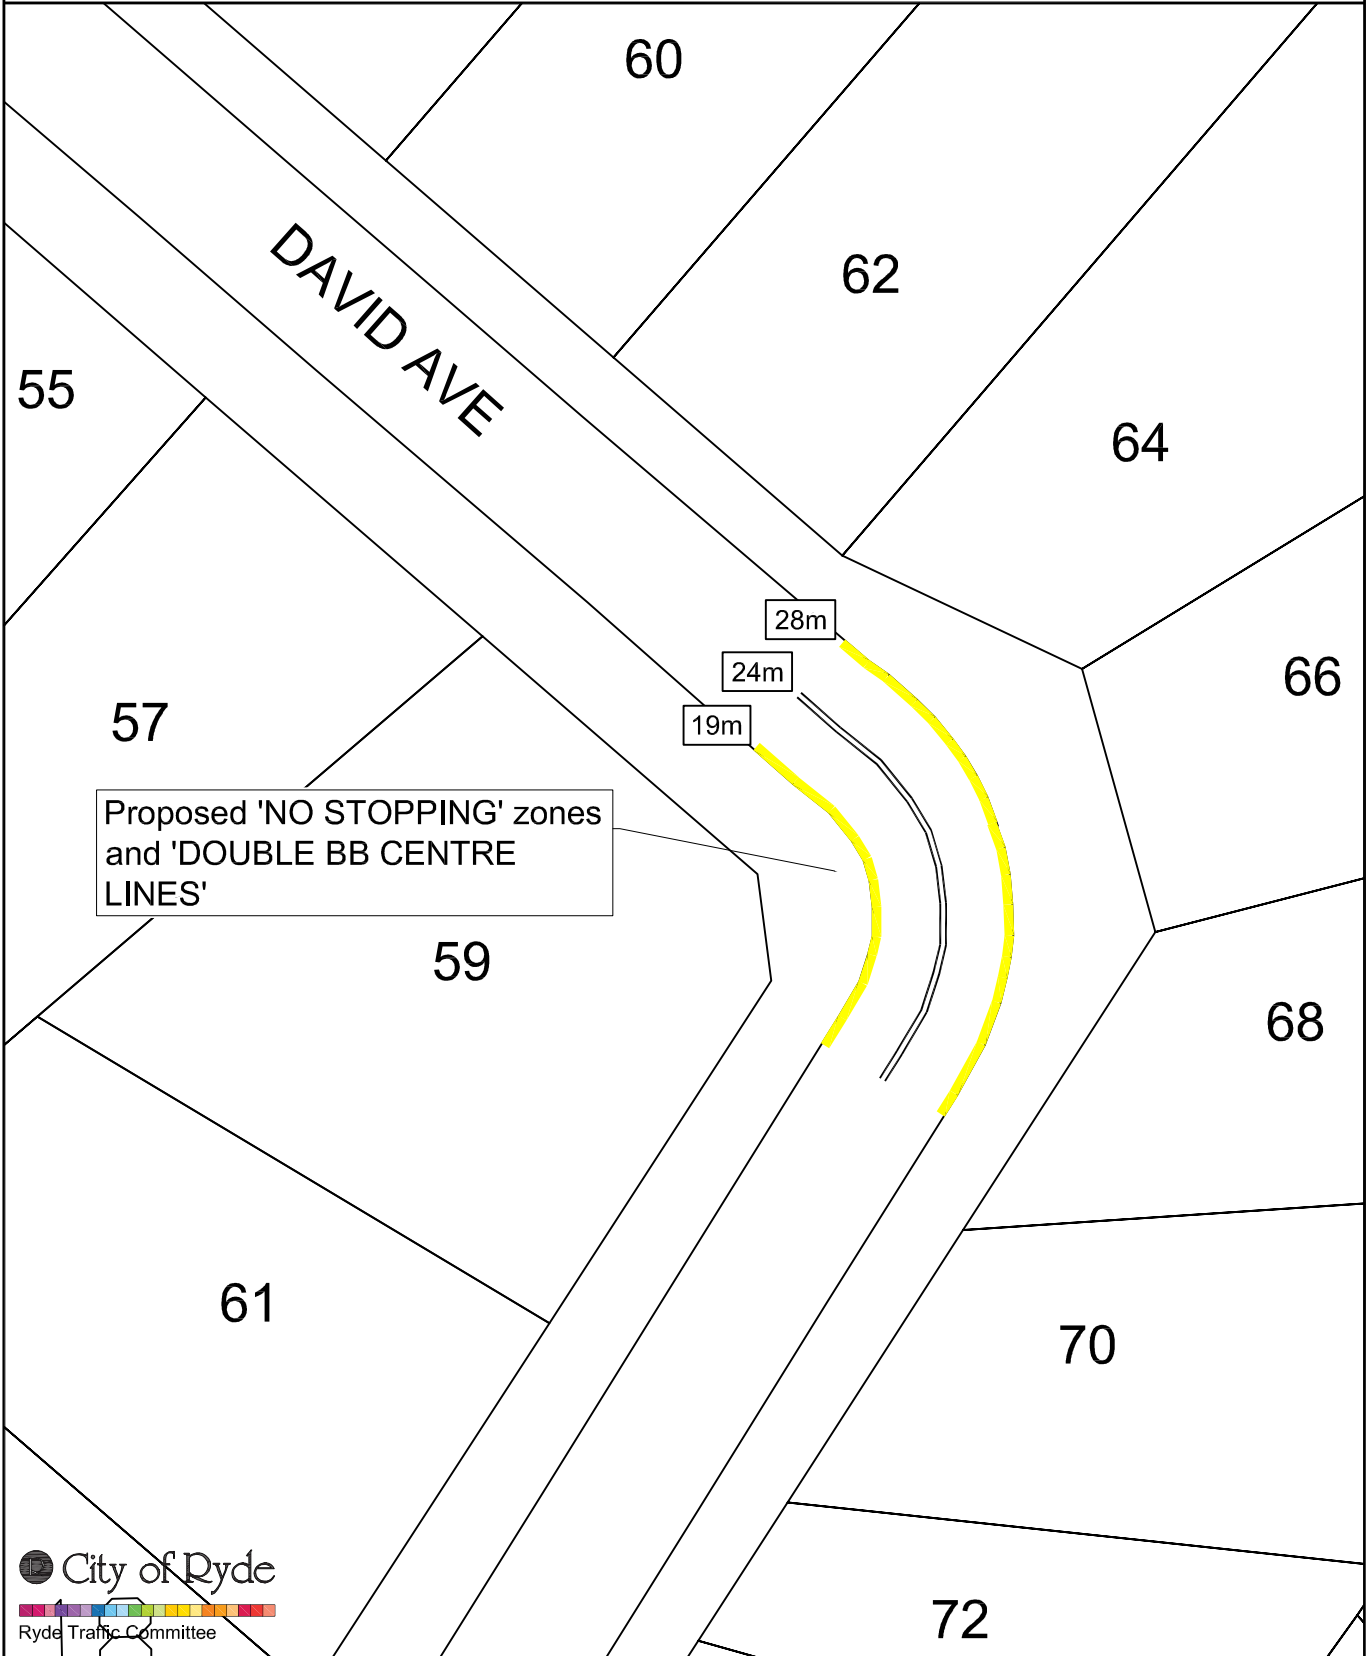 60
62
DAVID AVE
55
64
28m
24m
66
57
19m
Proposed 'NO STOPPING' zones
and 'DOUBLE BB CENTRE
LINES'
59
68
61
70
City of Ryde
72
Ryde Traffic Committee